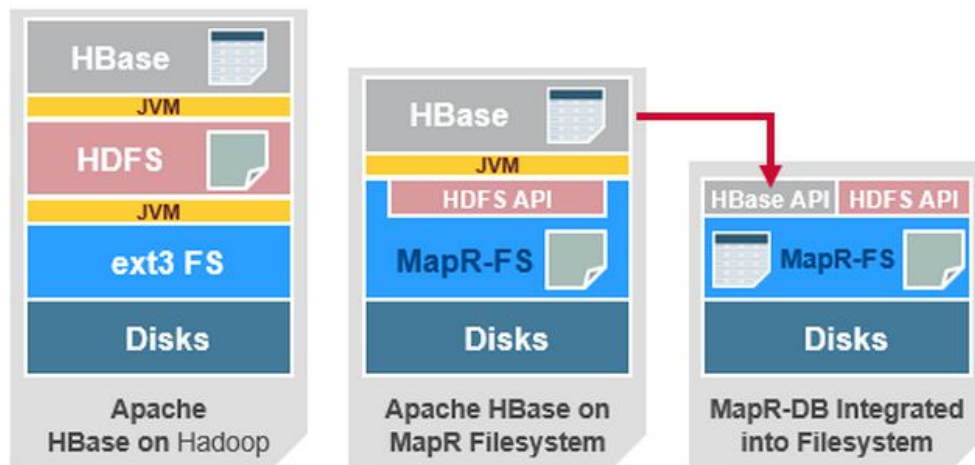 HBase
JVM
HDFS
JVM
ext3 FS
Disks
Apache
HBase on Hadoop
HBase
JVM
HDFS API
MapR-FS
Disks
Apache HBase on
MapR Filesystem
HBase API HDFS API
MapR-FS
Disks
MapR-DB Integrated
into Filesystem